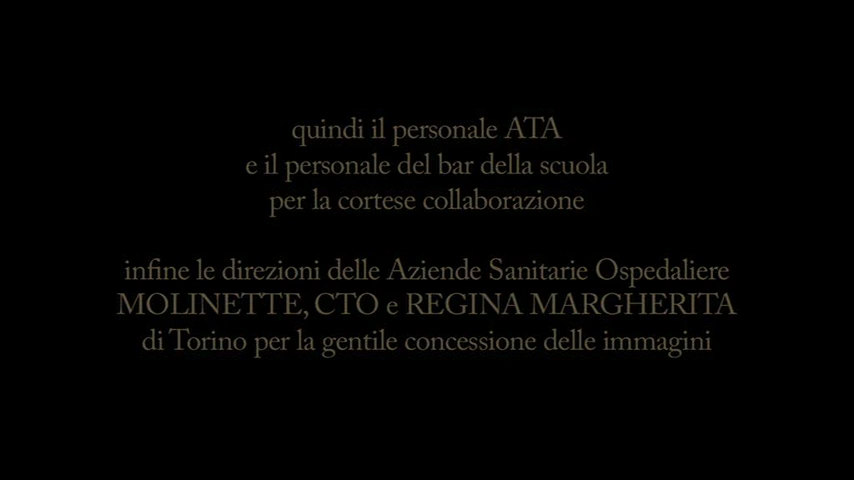 quindi il personale ATA
e il personale del bar della scuola
per la cortese collaborazione
infine le direzioni delle Aziende Sanitarie Ospedaliere
MOLINETTE, CTO e REGINA MARGHERITA
di Torino per la gentile concessione delle immagini